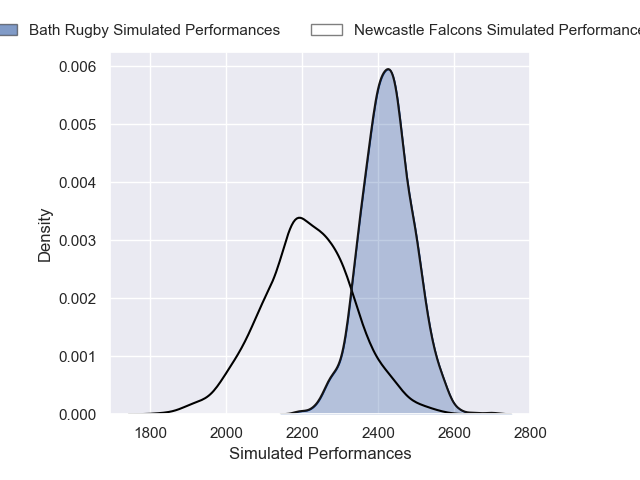 Bath Rugby Simulated Performances
Newcastle Falcons Simulated Performance
0.006
0.005
0.004
0.003
0.002
0.001
0.000
Density
1800 2000 2200 2400 2600 2800
Simulated Performances